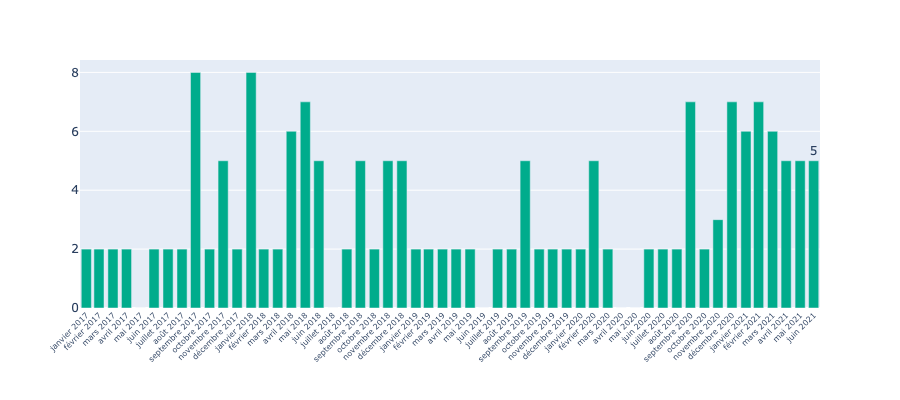 8
6
4
2
0
5
janvier 2017
février 2017
mars 2017
avril 2017
mai 2017
juin 2017
juillet 2017
août 2017
septembre 2017
octobre 2017
novembre 2017
décembre 2017
janvier 2018
février 2018
mars 2018
avril 2018
mai 2018
juin 2018
juillet 2018
août 2018
septembre 2018
octobre 2018
novembre 2018
décembre 2018
janvier 2019
février 2019
mars 2019
avril 2019
mai 2019
juin 2019
juillet 2019
août 2019
septembre 2019
octobre 2019
novembre 2019
décembre 2019
janvier 2020
février 2020
mars 2020
avril 2020
mai 2020
juin 2020
juillet 2020
août 2020
septembre 2020
octobre 2020
novembre 2020
décembre 2020
janvier 2021
février 2021
mars 2021
avril 2021
mai 2021
juin 2021